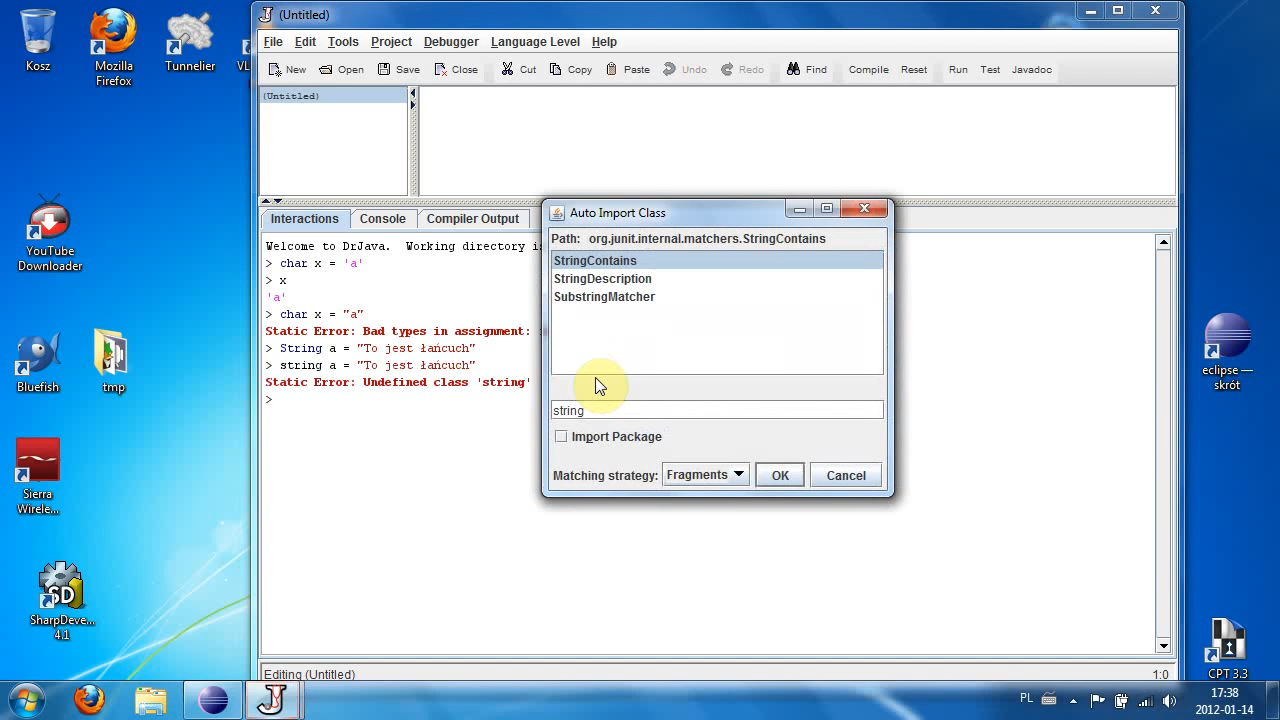 Kosz
Mozilla
Firefox
Tunnelier
VL
YouTube
Downloader
Bluefish
tmp
Sierra
Wirele...
SharpDeve...
4.1
eclipse —
skrót
CPT 3.3
(Untitled)
File Edit Tools Project Debugger Language Level Help
New Open Save Close Cut Copy Paste Undo Redo Find Compile Reset Run Test Javadoc
(Untitled)
Interactions Console Compiler Output
Welcome to DrJava. Working directory is
> char x = 'a'
> x
'a'
> char x = "a"
Static Error: Bad types in assignment:
> String a = "To jest łańcuch"
> string a = "To jest łańcuch"
Static Error: Undefined class 'string'
>
Auto Import Class
Path: org.junit.internal.matchers.StringContains
StringContains
StringDescription
SubstringMatcher
string
Import Package
Matching strategy: Fragments OK Cancel
Editing (Untitled) 1:0
PL 17:38
2012-01-14